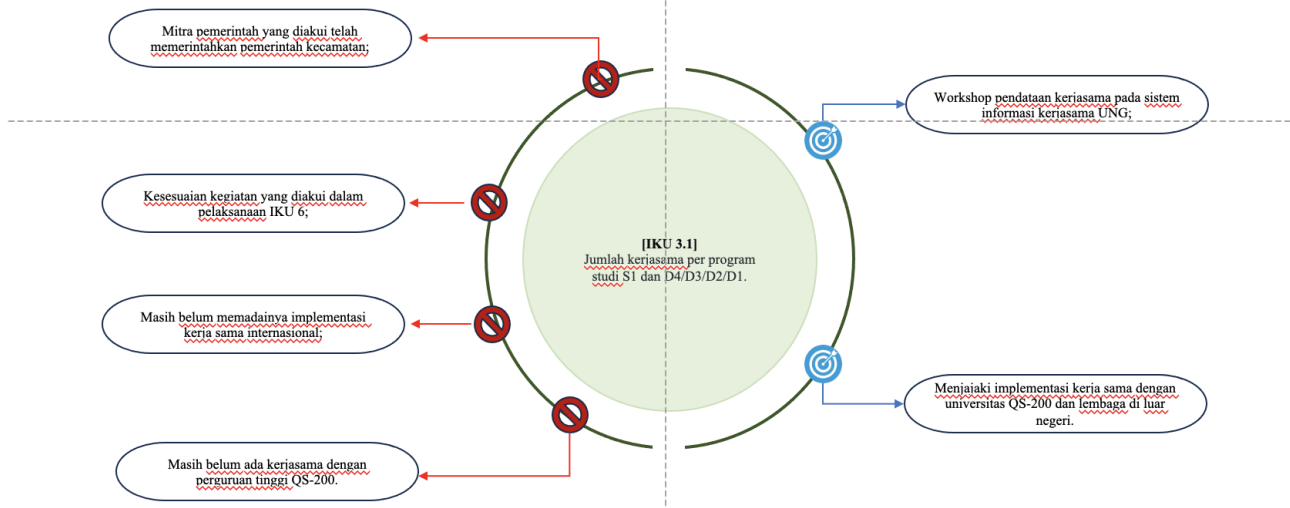 Mitra pemerintah yang diakui telah
memerintahkan pemerintah kecamatan;
Kesesuaian kegiatan yang diakui dalam
pelaksanaan IKU 6;
Masih belum memadainya implementasi
kerja sama internasional;
Masih belum ada kerjasama dengan
perguruan tinggi QS-200.
[IKU 3.1]
Jumlah kerjasama per program
studi S1 dan D4/D3/D2/D1.
Workshop pendataan kerjasama pada sistem
informasi kerjasama UNG;
Menjajaki implementasi kerja sama dengan
universitas QS-200 dan lembaga di luar
negeri.